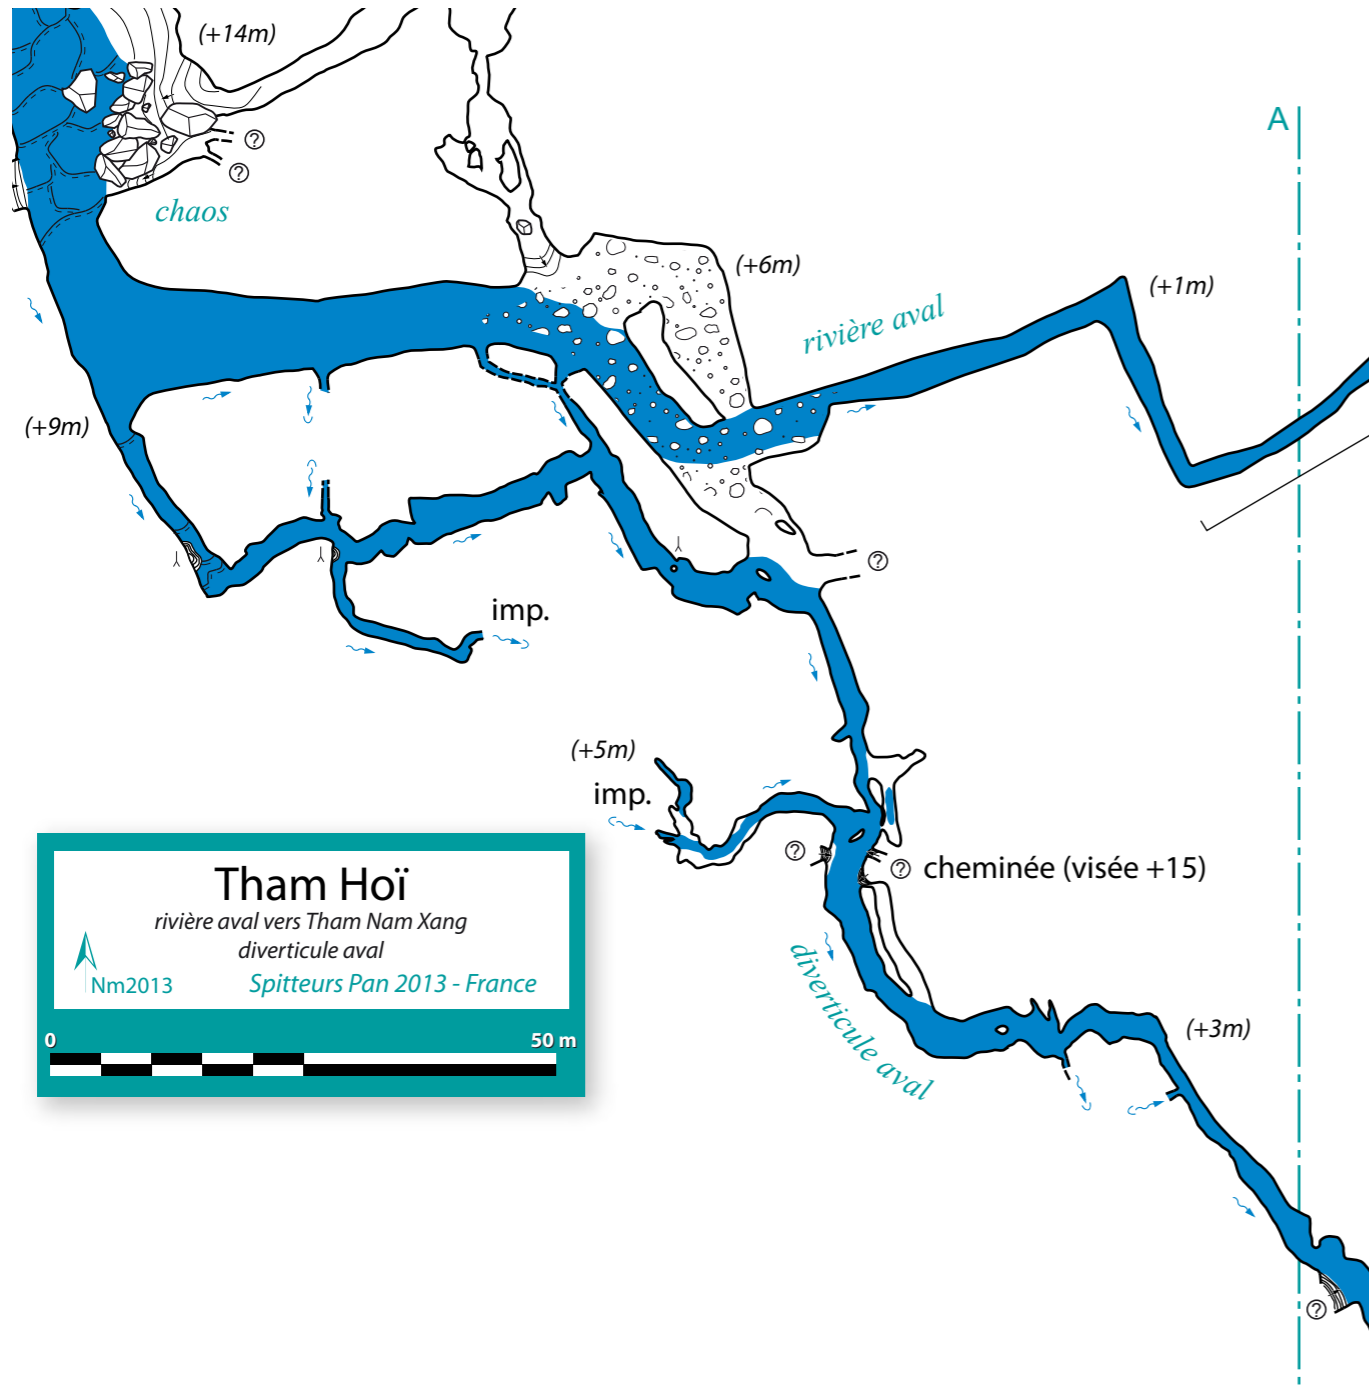 (+14m)
?
?
chaos
A
(+6m)
(+1m)
rivière aval
(+9m)
?
imp.
(+5m)
imp.
?
? cheminée (visée +15)
diverticule aval
(+3m)
?
Tham Hoï
rivière aval vers Tham Nam Xang
diverticule aval
Nm2013
Spitteurs Pan 2013 - France
0 50 m